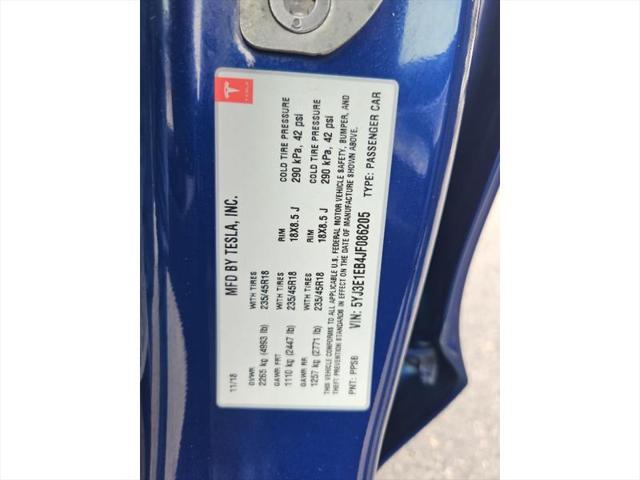 TESLA
MFD BY TESLA, INC.
11/18
GVWR WITH TIRES RIM COLD TIRE PRESSURE
2265 kg (4993 lb) 235/45R18 18X8.5 J 290 kPa, 42 psi
GAWR FRT WITH TIRES RIM COLD TIRE PRESSURE
1110 kg (2447 lb) 235/45R18 18X8.5 J 290 kPa, 42 psi
GAWR RR WITH TIRES
1257 kg (2771 lb) 235/45R18
THIS VEHICLE CONFORMS TO ALL APPLICABLE U.S. FEDERAL MOTOR VEHICLE SAFETY, BUMPER, AND
THEFT PREVENTION STANDARDS IN EFFECT ON THE DATE OF MANUFACTURE SHOWN ABOVE.
VIN: 5YJ3E1EB4JF086205
PNT: PPSB TYPE: PASSENGER CAR